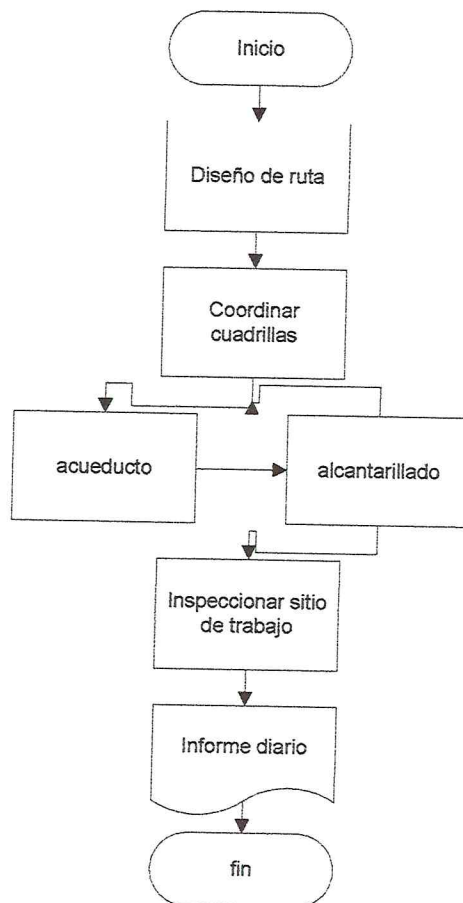 Inicio
Diseño de ruta
Coordinar
cuadrillas
acueducto
alcantarillado
Inspeccionar sitio
de trabajo
Informe diario
fin